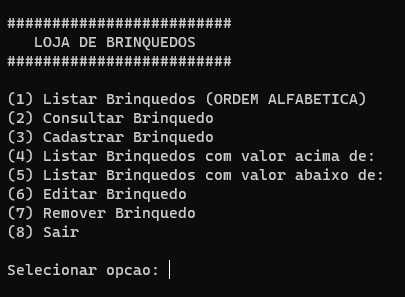 #########################
LOJA DE BRINQUEDOS
#########################
(1) Listar Brinquedos (ORDEM ALFABETICA)
(2) Consultar Brinquedo
(3) Cadastrar Brinquedo
(4) Listar Brinquedos com valor acima de:
(5) Listar Brinquedos com valor abaixo de:
(6) Editar Brinquedo
(7) Remover Brinquedo
(8) Sair
Selecionar opcao: